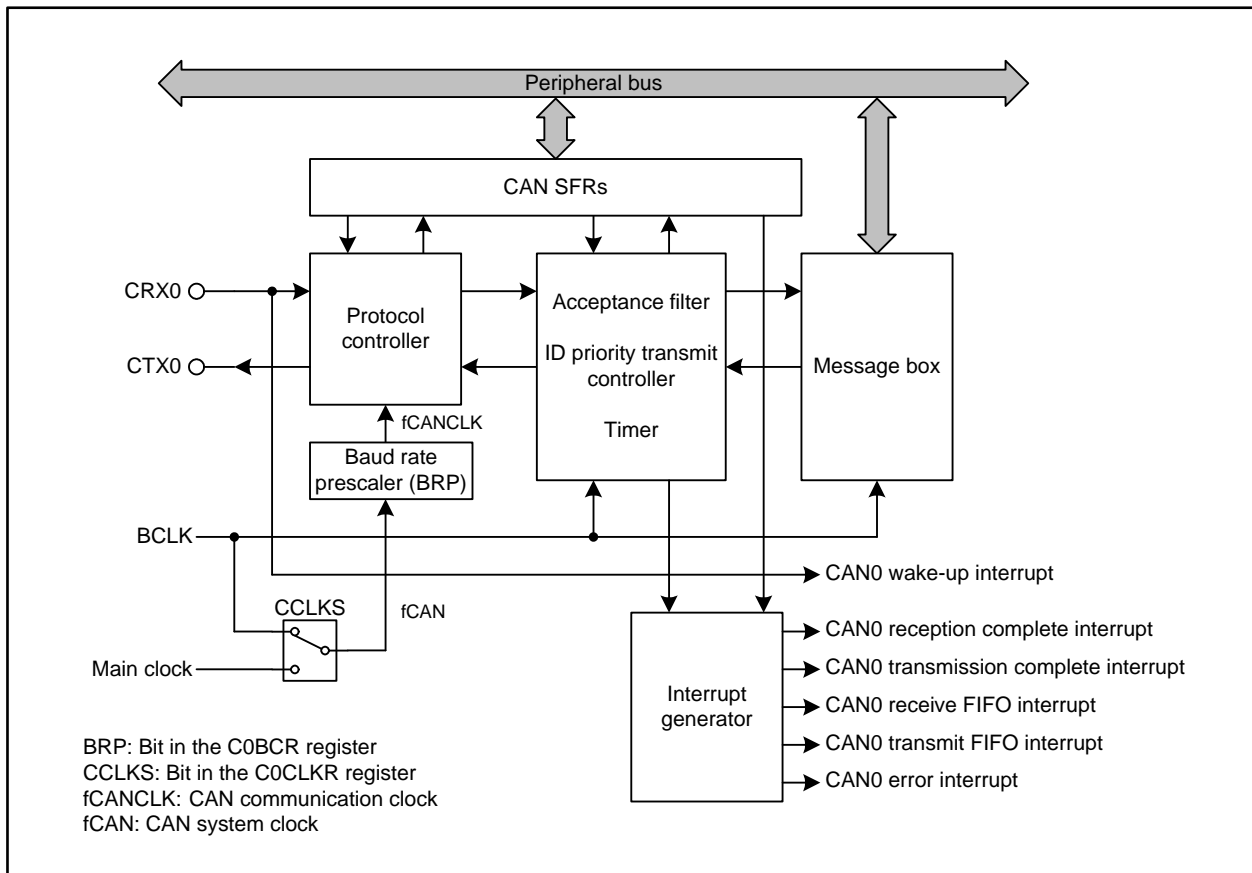 Peripheral bus
CAN SFRs
CRX0
CTX0
Protocol
controller
Acceptance filter
ID priority transmit
controller
Timer
Message box
fCANCLK
Baud rate
prescaler (BRP)
BCLK
CAN0 wake-up interrupt
CCLKS
fCAN
Main clock
Interrupt
generator
CAN0 reception complete interrupt
CAN0 transmission complete interrupt
CAN0 receive FIFO interrupt
CAN0 transmit FIFO interrupt
CAN0 error interrupt
BRP: Bit in the C0BCR register
CCLKS: Bit in the C0CLKR register
fCANCLK: CAN communication clock
fCAN: CAN system clock